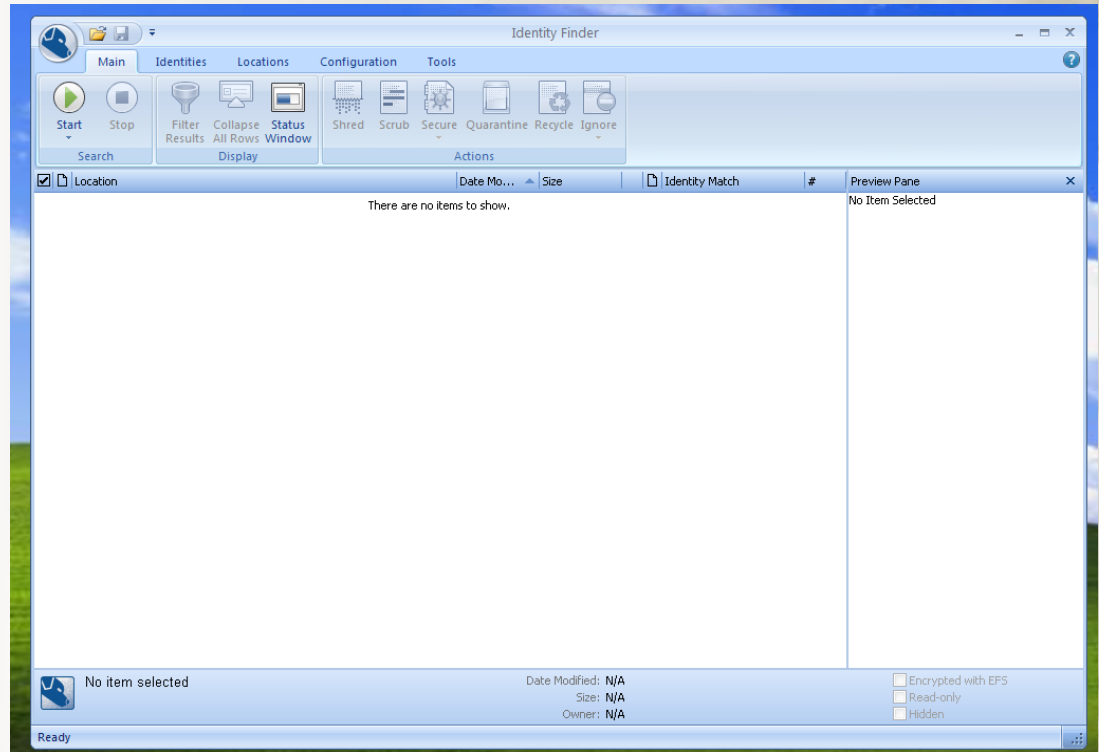 Identity Finder
Main Identities Locations Configuration Tools
Start Stop Filter Results Collapse All Rows Status Window Shred Scrub Secure Quarantine Recycle Ignore
Search Display Actions
Location Date Mo... Size Identity Match # Preview Pane
There are no items to show. No Item Selected
No item selected Date Modified: N/A Encrypted with EFS
Size: N/A Read-only
Owner: N/A Hidden
Ready